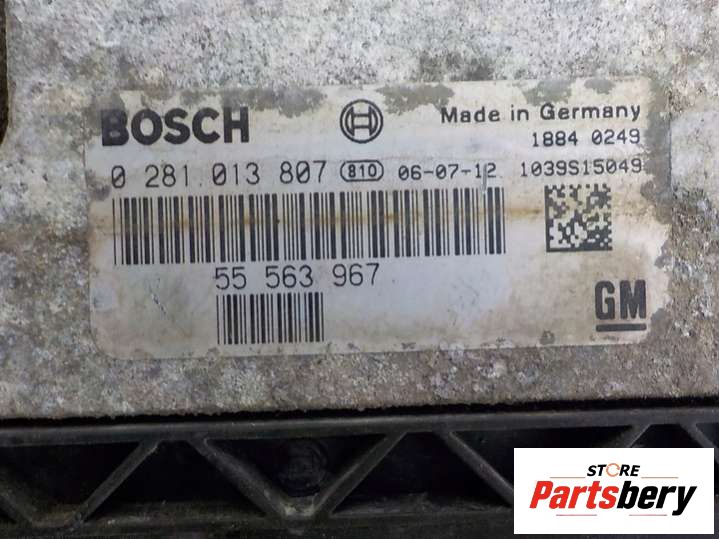 BOSCH
Made in Germany
1884 0249
0 281 013 807 810 06-07-12 1039S15049
55 563 967
GM
STORE
Partsbery